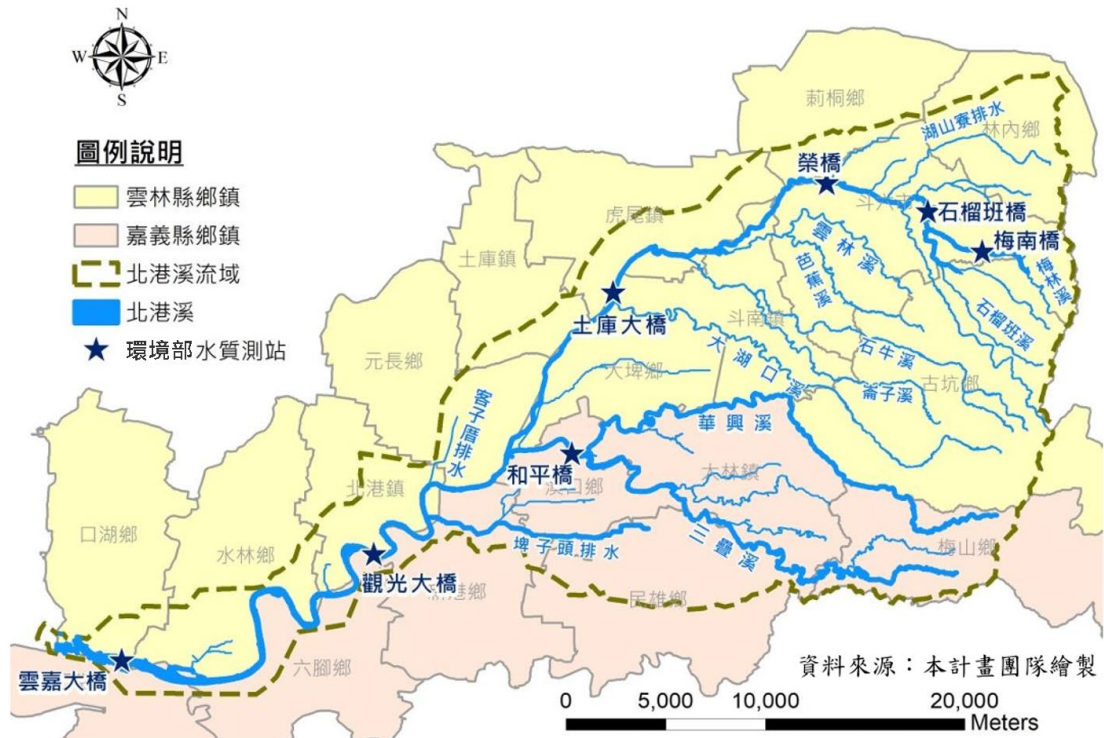 N
W
E
S
圖例說明
雲林縣鄉鎮
嘉義縣鄉鎮
北港溪流域
北港溪
環境部水質測站
莿桐鄉
湖山寮排水
林內鄉
榮橋
斗六市
石榴班橋
梅南橋
梅林溪
虎尾鎮
雲林溪
芭蕉溪
石榴班溪
土庫鎮
土庫大橋
斗南鎮
石牛溪
大湖口溪
崙子溪
古坑鄉
元長鄉
大埤鄉
客子厝排水
華興溪
和平橋
溪口鄉
大林鎮
北港鎮
三疊溪
口湖鄉
水林鄉
埤子頭排水
梅山鄉
觀光大橋
新港鄉
民雄鄉
六腳鄉
雲嘉大橋
資料來源：本計畫團隊繪製
0 5,000 10,000 20,000
Meters